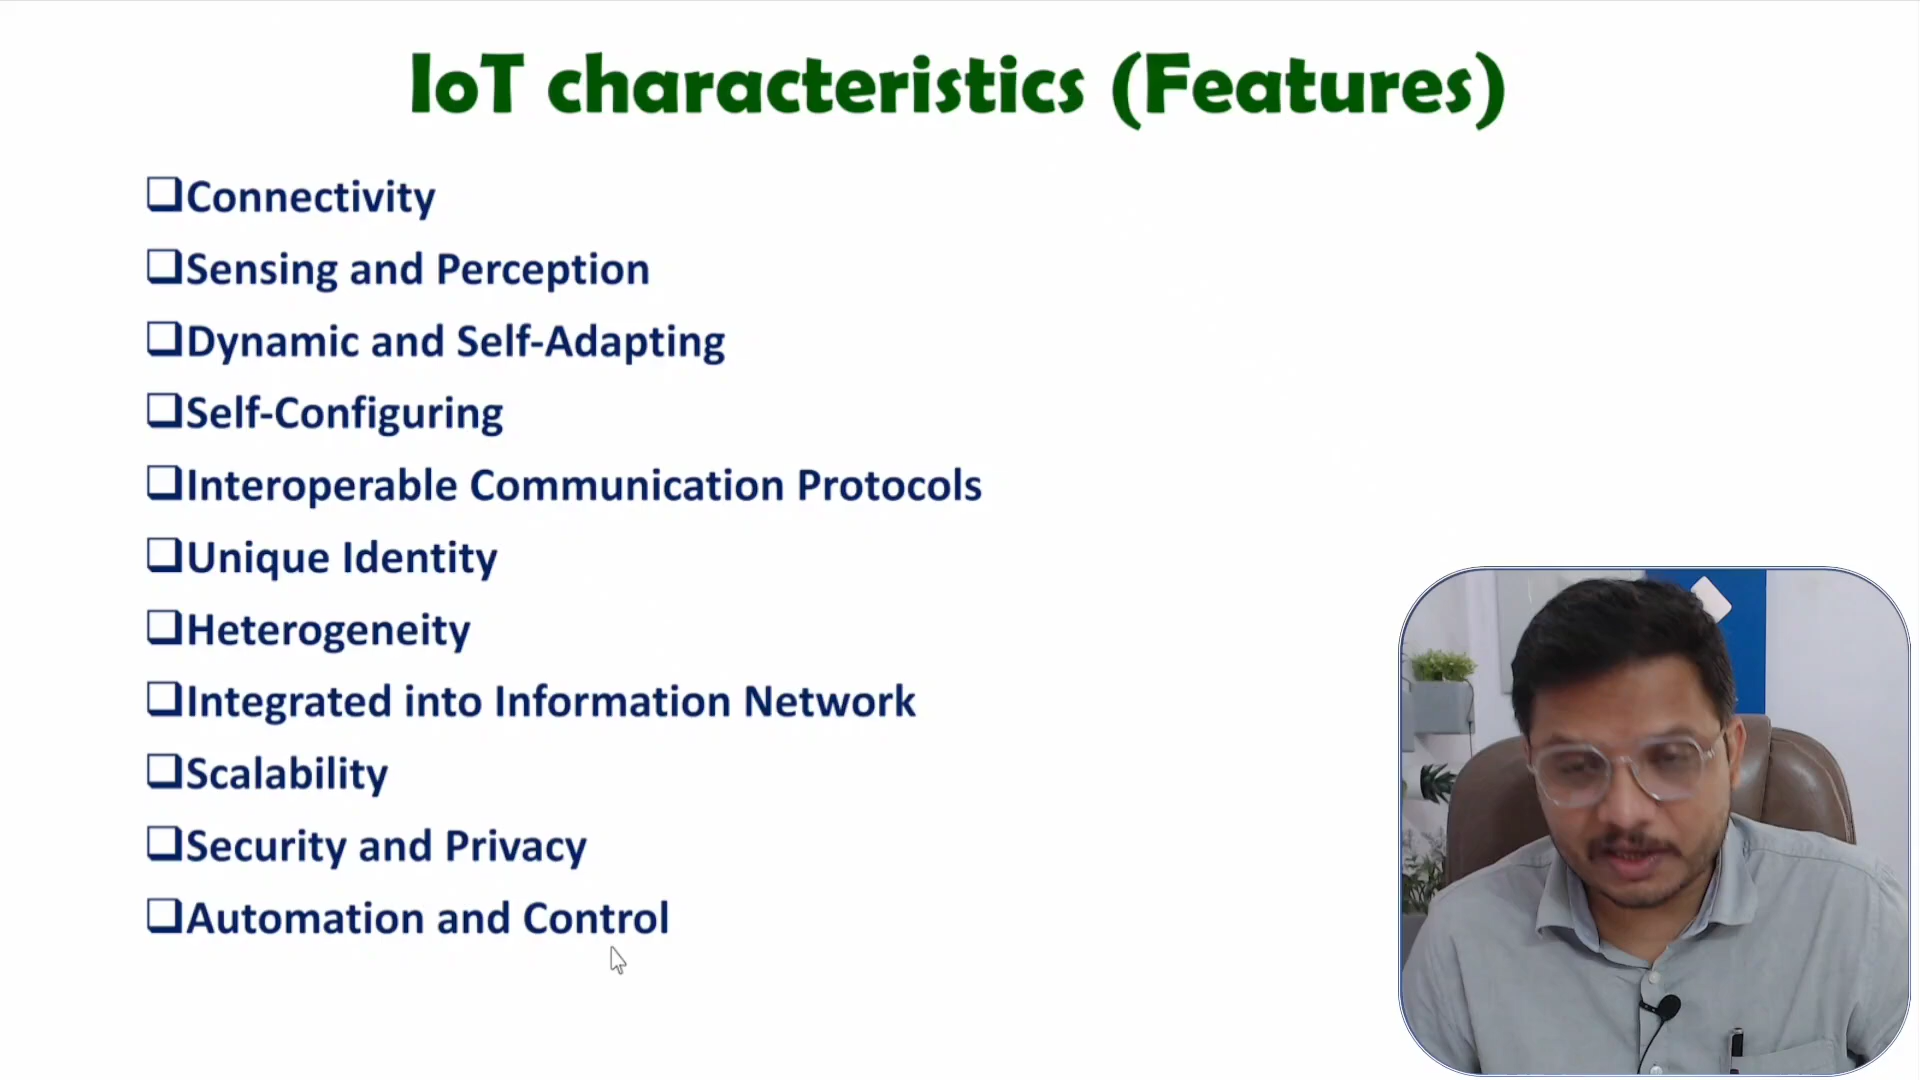 IoT characteristics (Features)
❑Connectivity
❑Sensing and Perception
❑Dynamic and Self-Adapting
❑Self-Configuring
❑Interoperable Communication Protocols
❑Unique Identity
❑Heterogeneity
❑Integrated into Information Network
❑Scalability
❑Security and Privacy
❑Automation and Control